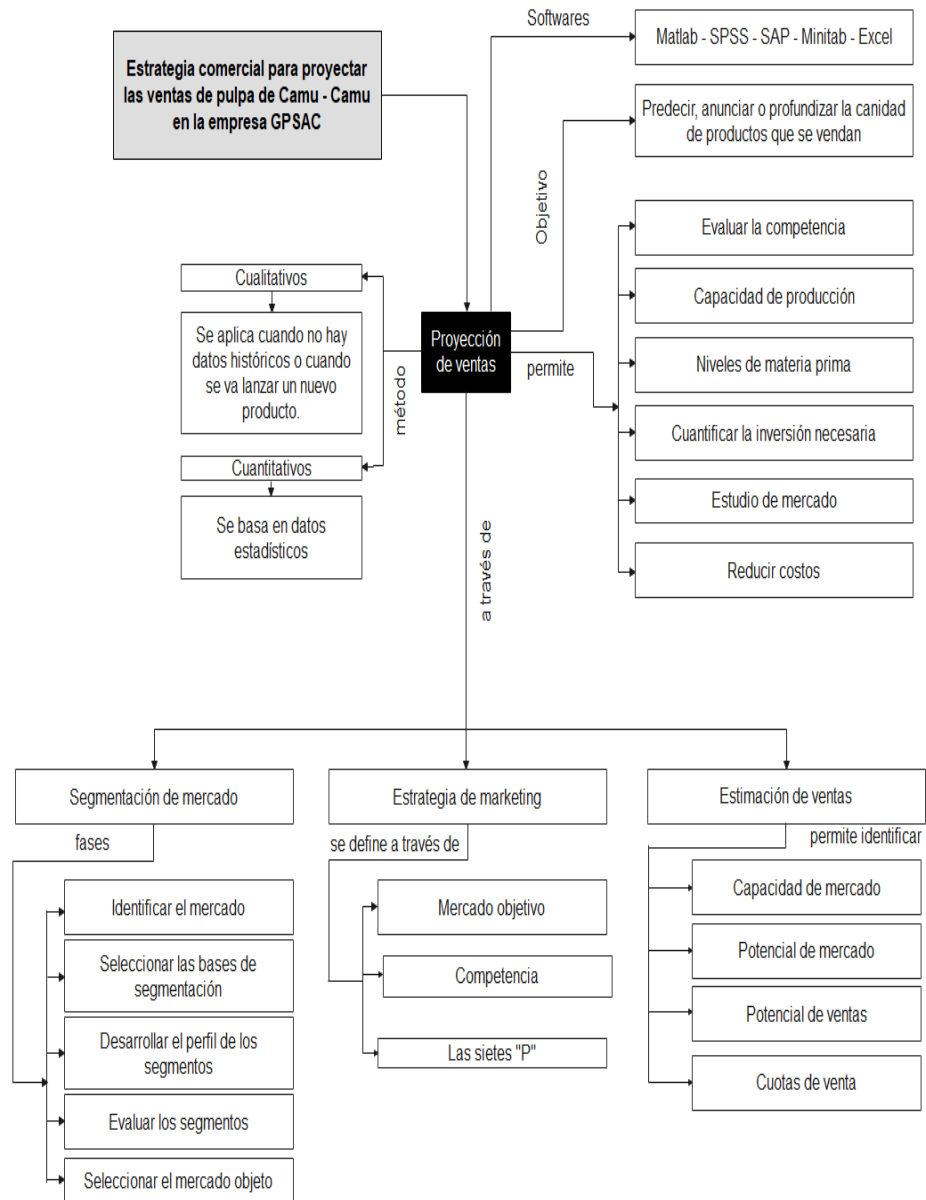 Softwares
Matlab - SPSS - SAP - Minitab - Excel
Estrategia comercial para proyectar
las ventas de pulpa de Camu - Camu
en la empresa GPSAC
Predecir, anunciar o profundizar la canidad
de productos que se vendan
Objetivo
Evaluar la competencia
Cualitativos
Capacidad de producción
Se aplica cuando no hay
datos históricos o cuando
se va lanzar un nuevo
producto.
método
Proyección
de ventas
permite
Niveles de materia prima
Cuantificar la inversión necesaria
Cuantitativos
Estudio de mercado
Se basa en datos
estadísticos
a través de
Reducir costos
Segmentación de mercado
Estrategia de marketing
Estimación de ventas
fases
se define a través de
permite identificar
Identificar el mercado
Seleccionar las bases de
segmentación
Desarrollar el perfil de los
segmentos
Evaluar los segmentos
Seleccionar el mercado objeto
Mercado objetivo
Competencia
Las sietes "P"
Capacidad de mercado
Potencial de mercado
Potencial de ventas
Cuotas de venta